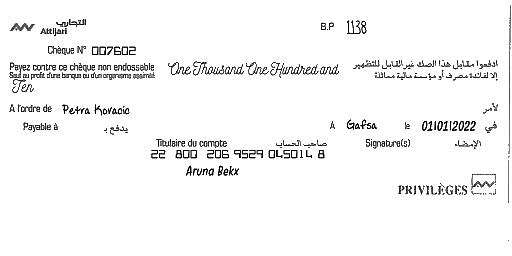 التجاري
Attijari
B.P 1138
Chèque N° 007602
Payez contre ce chèque non endossable
Sauf au profit d'une banque ou d'un organisme assimilé
One Thousand One Hundred and
Ten
ادفعوا مقابل هذا الصك غير القابل للتظهير
إلا لفائدة مصرف أو مؤسسة مالية مماثلة
A l'ordre de Petra Kovacic لأمر
Payable à يدفع بـ A Gafsa le 01/01/2022 في
Titulaire du compte صاحب الحساب Signature(s) الإمضاء
22 800 206 9529 045014 8
Aruna Bekx
PRIVILÈGES